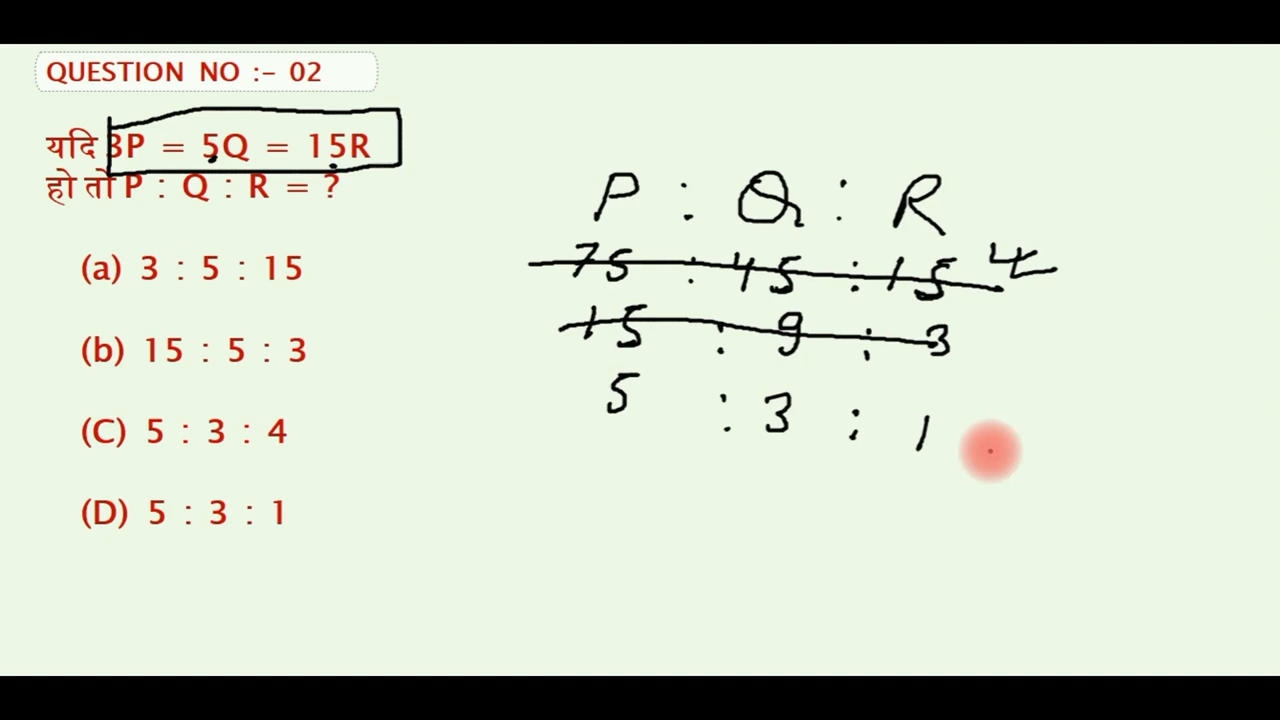 QUESTION NO :- 02
यदि 3P = 5Q = 15R
हो तो P : Q : R = ?
(a) 3 : 5 : 15
(b) 15 : 5 : 3
(C) 5 : 3 : 4
(D) 5 : 3 : 1
P : Q : R
75 : 45 : 15
15 : 9 : 3
5 : 3 : 1